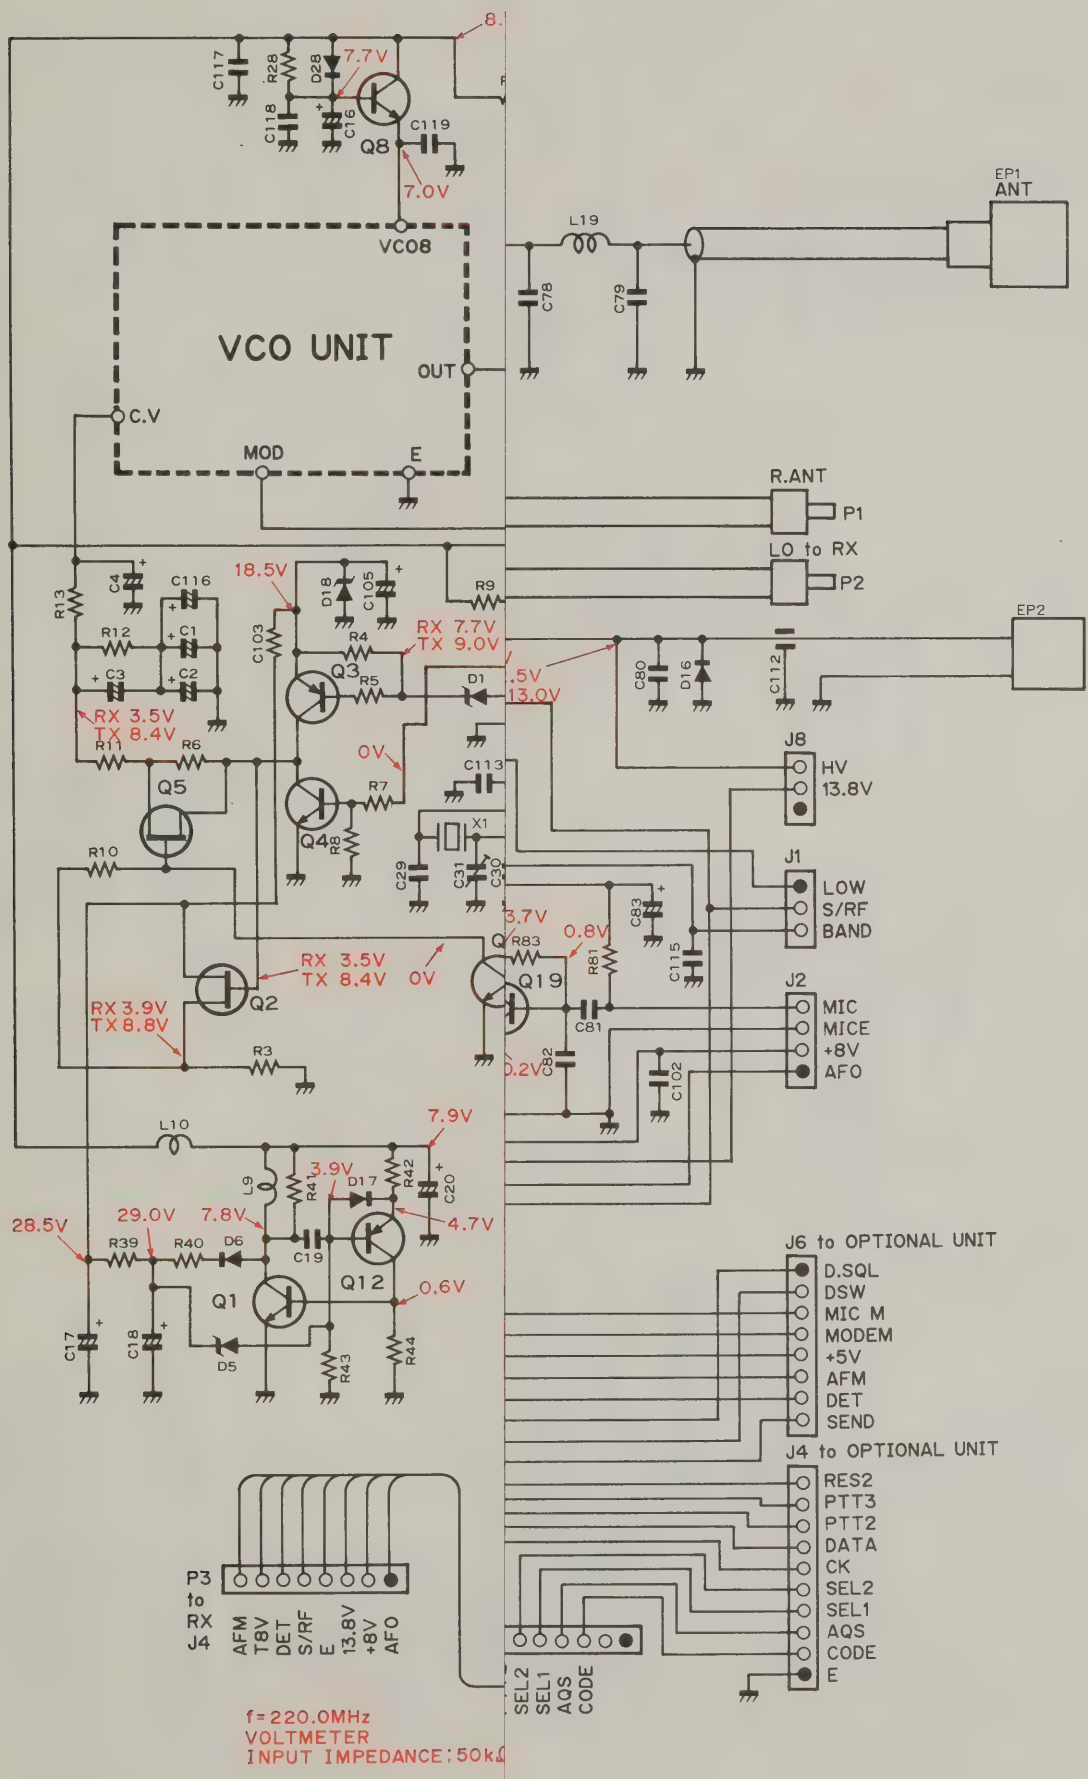 8.
C117
R28
D28
7.7V
C118
C16
Q8
C119
7.0V
VCO8
VCO UNIT
OUT
C.V
MOD
E
EP1
ANT
L19
C78
C79
R.ANT
P1
LO to RX
P2
EP2
R13
C4
C116
18.5V
D18
C105
R9
R12
C1
C103
R4
RX 7.7V
TX 9.0V
C3
C2
Q3
R5
D1
.5V
13.0V
C80
D16
C112
RX 3.5V
TX 8.4V
R11
R6
0V
Q5
C113
J8
HV
13.8V
R7
Q4
R8
X1
R10
C29
C31
C30
J1
LOW
S/RF
BAND
C83
3.7V
Q
R83
0.8V
R81
C115
RX 3.5V
TX 8.4V
0V
Q2
Q19
J2
MIC
MICE
+8V
AFO
C81
RX 3.9V
TX 8.8V
R3
0.2V
C82
C102
L10
7.9V
L9
R41
3.9V
D17
R42
C20
4.7V
28.5V
29.0V
7.8V
R39
R40
D6
C19
Q12
Q1
0.6V
C17
C18
D5
R43
R44
J6 to OPTIONAL UNIT
D.SQL
DSW
MIC M
MODEM
+5V
AFM
DET
SEND
J4 to OPTIONAL UNIT
RES2
PTT3
PTT2
DATA
CK
SEL2
SEL1
AQS
CODE
E
P3
to
RX
J4
AFM
T8V
DET
S/RF
E
13.8V
+8V
AFO
SEL2
SEL1
AQS
CODE
f=220.0MHz
VOLTMETER
INPUT IMPEDANCE:50kΩ